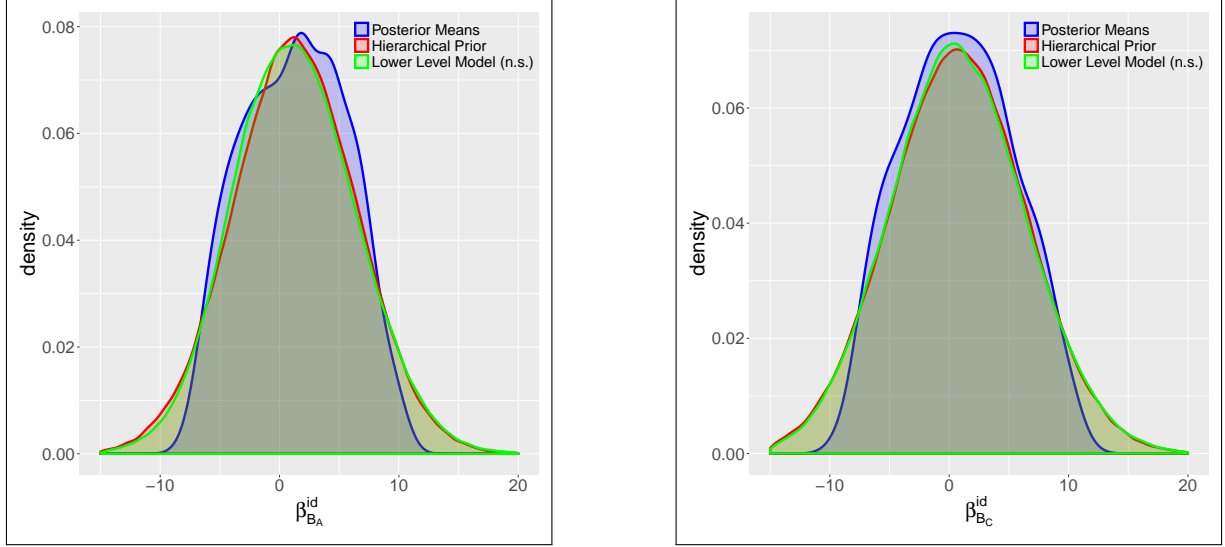 0.08
0.06
0.04
0.02
0.00
density
Posterior Means
Hierarchical Prior
Lower Level Model (n.s.)
−10
0
10
20
β^id_B_A
0.06
0.04
0.02
0.00
density
Posterior Means
Hierarchical Prior
Lower Level Model (n.s.)
−10
0
10
20
β^id_B_C